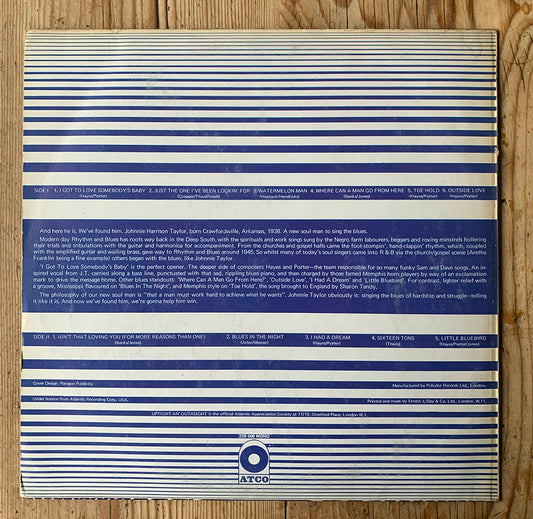 SIDE I 1. I GOT TO LOVE SOMEBODY'S BABY 2. JUST THE ONE I'VE BEEN LOOKIN' FOR 3. WATERMELON MAN 4. WHERE CAN A MAN GO FROM HERE 5. TOE HOLD 6. OUTSIDE LOVE
(Hayes/Porter) (Cropper/Floyd/Isbell) (Hancock/Hendricks) (Banks/Jones) (Hayes/Porter) (Hayes/Porter)
And here he is. We've found him, Johnnie Harrison Taylor, born Crawfordsville, Arkansas, 1938. A new soul man to sing the blues.
Modern day Rhythm and Blues has roots way back in the Deep South, with the spirituals and work songs sung by the Negro farm labourers, beggars and roving minstrels hollering
their trials and tribulations with the guitar and harmonica for accompaniment. From the churches and gospel halls came the foot-stompin', hand-clappin' rhythm, which, coupled
with the amplified guitar and wailing brass, gave way to Rhythm and Blues around 1945. So whilst many of today's soul singers came into R & B via the church/gospel scene (Aretha
Franklin being a fine example) others began with the blues, like Johnnie Taylor.
'I Got To Love Somebody's Baby' is the perfect opener. The deeper side of composers Hayes and Porter—the team responsible for so many funky Sam and Dave songs. An in-
spired vocal from J.T. carried along a bass line, punctuated with that sad, rippling blues piano, and then charged by those famed Memphis horn players by way of an exclamation
mark to drive the message home. Other blues standouts: 'Where Can A Man Go From Here', 'Outside Love', 'I Had A Dream' and 'Little Bluebird'. For contrast, lighter relief with
a groove, Mississippi flavoured on 'Blues In The Night', and Memphis style on 'Toe Hold', the song brought to England by Sharon Tandy.
The philosophy of our new soul man is "that a man must work hard to achieve what he wants". Johnnie Taylor obviously is: singing the blues of hardship and struggle—telling
it like it is. And now we've found him, we're gonna help him win.
SIDE II 1. AIN'T THAT LOVING YOU (FOR MORE REASONS THAN ONE) 2. BLUES IN THE NIGHT 3. I HAD A DREAM 4. SIXTEEN TONS 5. LITTLE BLUEBIRD
(Banks/Jones) (Arlen/Mercer) (Hayes/Porter) (Travis) (Hayes/Porter/Jones)
Cover Design: Paragon Publicity Manufactured by Polydor Records Ltd., London.
Under licence from Atlantic Recording Corp., USA. Printed and made by Ernest J. Day & Co. Ltd., London, W.1.
UPTIGHT AN' OUTASIGHT is the official Atlantic Appreciation Society at 17/19, Stratford Place, London W.1.
228 008 MONO
ATCO